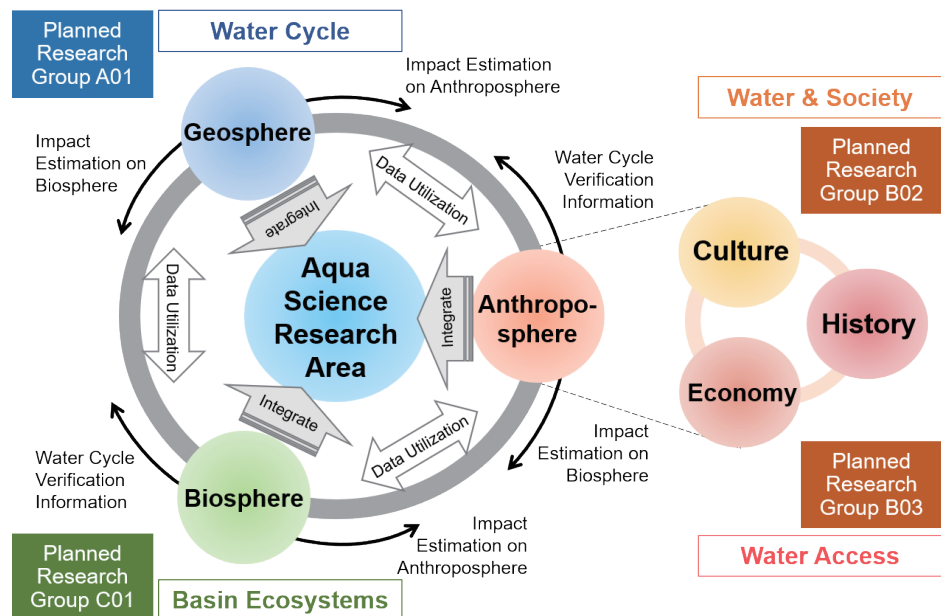 Planned
Research
Group A01
Water Cycle
Geosphere
Impact Estimation
on Anthroposphere
Impact
Estimation on
Biosphere
Integrate
Data Utilization
Water Cycle
Verification
Information
Water & Society
Planned
Research
Group B02
Culture
History
Economy
Aqua
Science
Research
Area
Integrate
Anthropo-
sphere
Data Utilization
Integrate
Data Utilization
Impact
Estimation on
Biosphere
Water Cycle
Verification
Information
Biosphere
Impact
Estimation on
Anthroposphere
Planned
Research
Group B03
Water Access
Planned
Research
Group C01
Basin Ecosystems